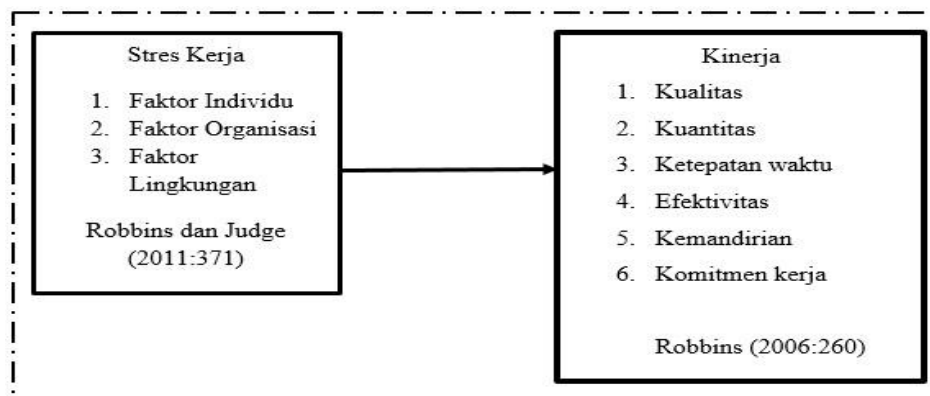 Stres Kerja
1. Faktor Individu
2. Faktor Organisasi
3. Faktor
Lingkungan
Robbins dan Judge
(2011:371)
Kinerja
1. Kualitas
2. Kuantitas
3. Ketepatan waktu
4. Efektivitas
5. Kemandirian
6. Komitmen kerja
Robbins (2006:260)